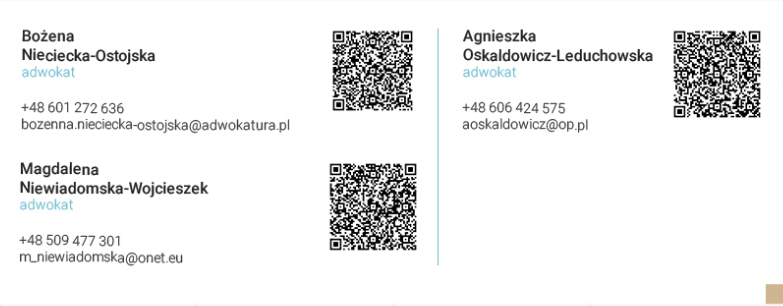 Bożena
Nieciecka-Ostojska
adwokat
+48 601 272 636
bozenna.nieciecka-ostojska@adwokatura.pl
Magdalena
Niewiadomska-Wojcieszek
adwokat
+48 509 477 301
m_niewiadomska@onet.eu
Agnieszka
Oskaldowicz-Leduchowska
adwokat
+48 606 424 575
aoskaldowicz@op.pl